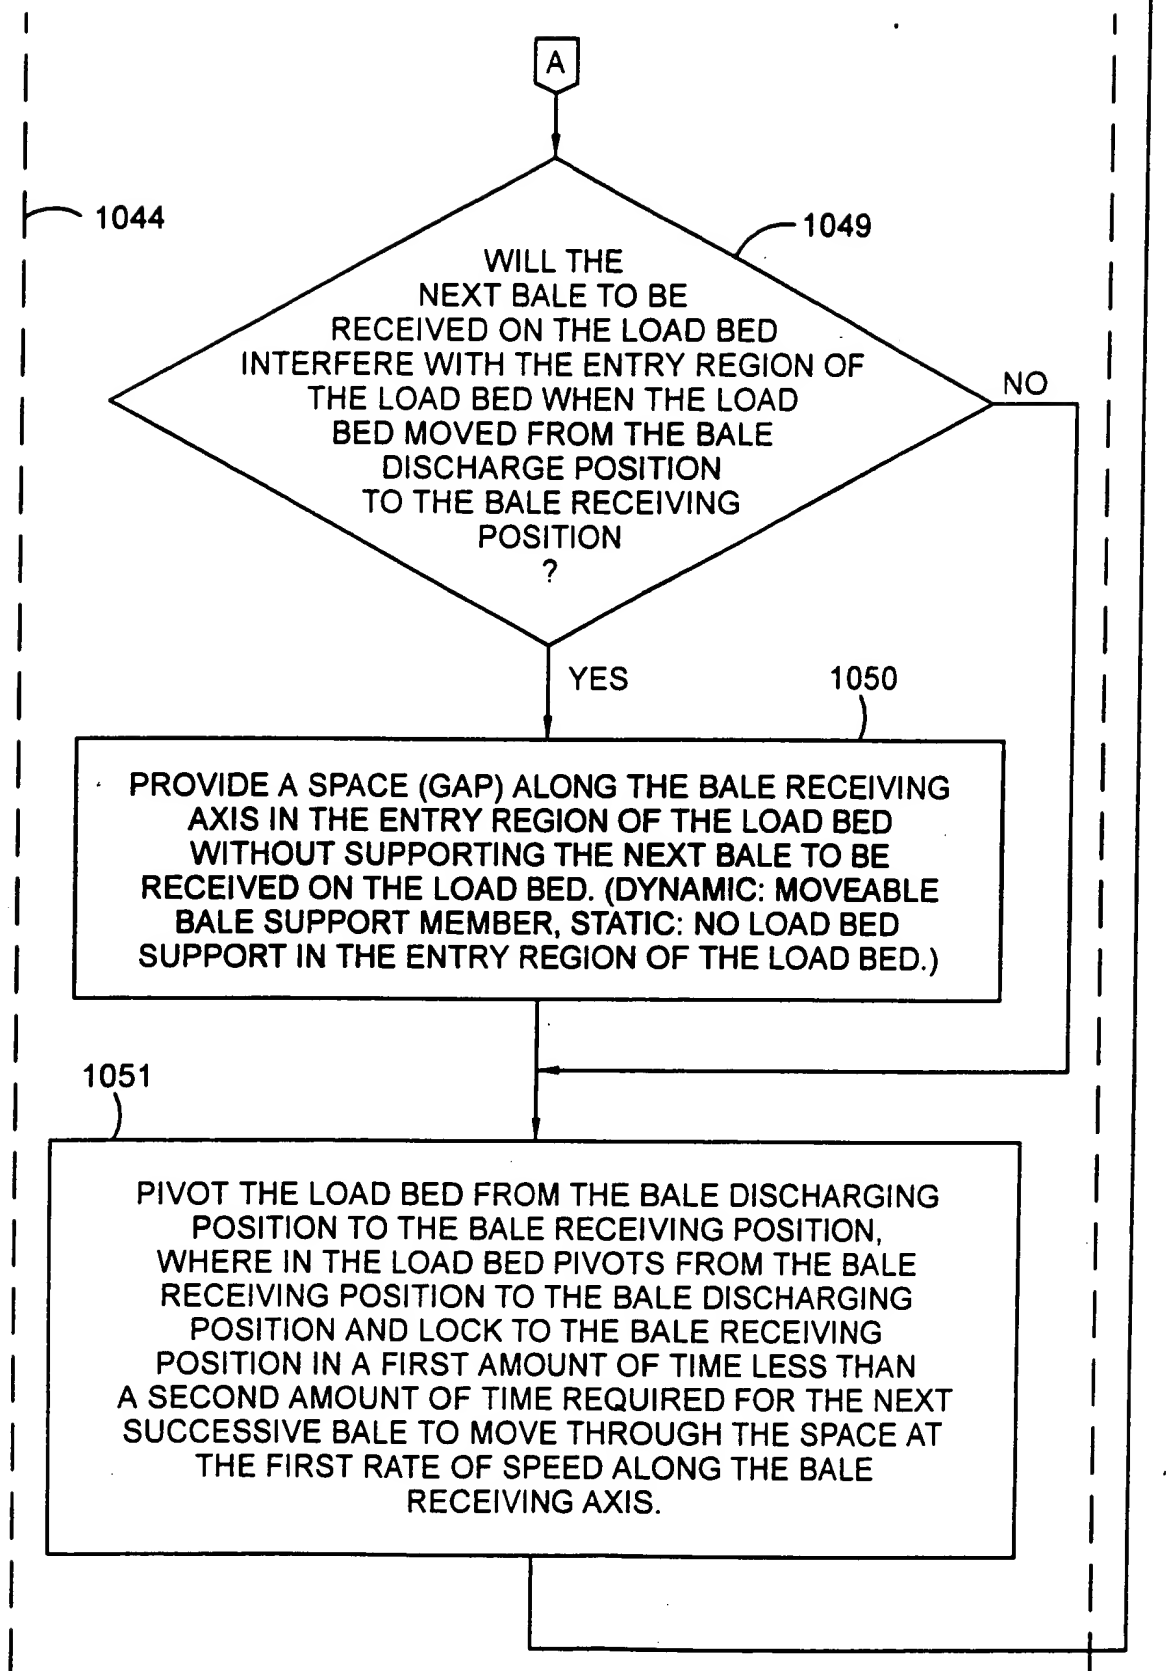 A
1044
1049
WILL THE
NEXT BALE TO BE
RECEIVED ON THE LOAD BED
INTERFERE WITH THE ENTRY REGION OF
THE LOAD BED WHEN THE LOAD
BED MOVED FROM THE BALE
DISCHARGE POSITION
TO THE BALE RECEIVING
POSITION
?
NO
YES
1050
PROVIDE A SPACE (GAP) ALONG THE BALE RECEIVING
AXIS IN THE ENTRY REGION OF THE LOAD BED
WITHOUT SUPPORTING THE NEXT BALE TO BE
RECEIVED ON THE LOAD BED. (DYNAMIC: MOVEABLE
BALE SUPPORT MEMBER, STATIC: NO LOAD BED
SUPPORT IN THE ENTRY REGION OF THE LOAD BED.)
1051
PIVOT THE LOAD BED FROM THE BALE DISCHARGING
POSITION TO THE BALE RECEIVING POSITION,
WHERE IN THE LOAD BED PIVOTS FROM THE BALE
RECEIVING POSITION TO THE BALE DISCHARGING
POSITION AND LOCK TO THE BALE RECEIVING
POSITION IN A FIRST AMOUNT OF TIME LESS THAN
A SECOND AMOUNT OF TIME REQUIRED FOR THE NEXT
SUCCESSIVE BALE TO MOVE THROUGH THE SPACE AT
THE FIRST RATE OF SPEED ALONG THE BALE
RECEIVING AXIS.